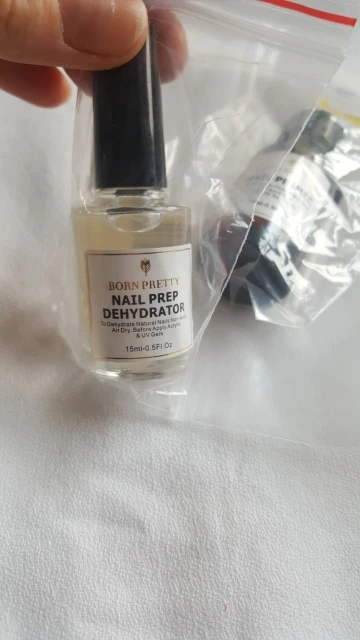 BORN PRETTY
NAIL PREP
DEHYDRATOR
To Dehydrate Natural Nails
Air Dry, Before Apply Acrylic
& UV Gels
15ml-0.5Fl.Oz